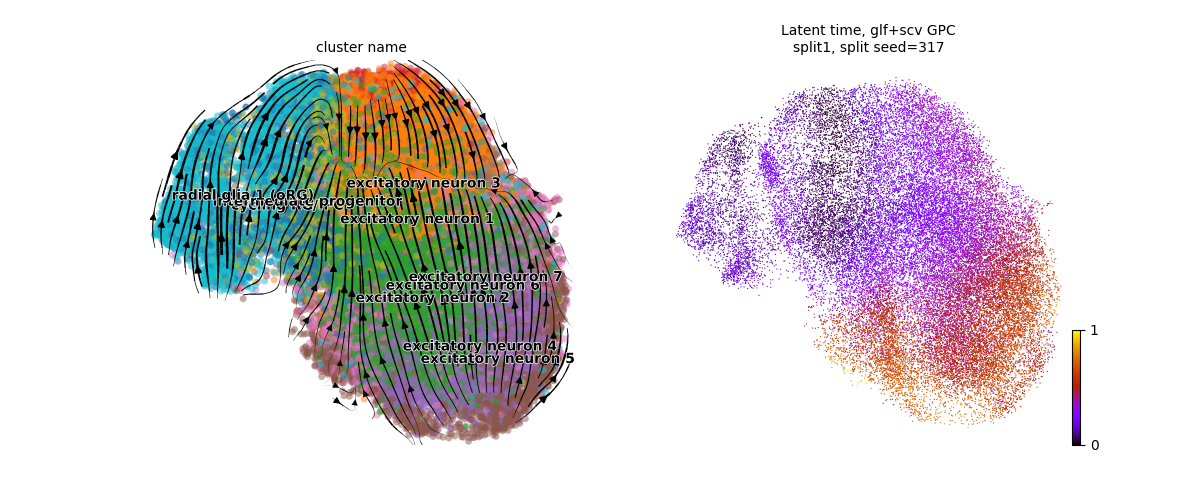 cluster name
Latent time, glf+scv GPC
split1, split seed=317
radial glia 1 (oRG)
intermediate progenitor
excitatory neuron 3
excitatory neuron 1
excitatory neuron 7
excitatory neuron 6
excitatory neuron 2
excitatory neuron 4
excitatory neuron 5
1
0